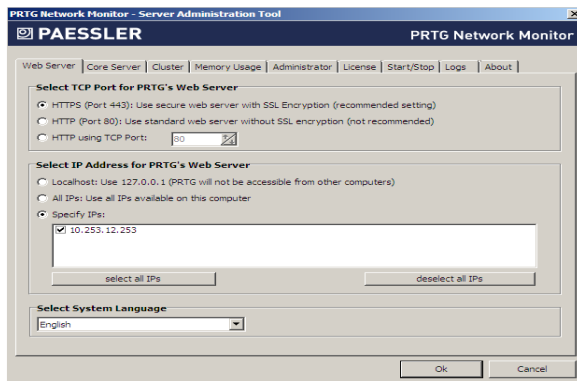 PRTG Network Monitor - Server Administration Tool
PAESSLER PRTG Network Monitor
Web Server Core Server Cluster Memory Usage Administrator License Start/Stop Logs About
Select TCP Port for PRTG's Web Server
HTTPS (Port 443): Use secure web server with SSL Encryption (recommended setting)
HTTP (Port 80): Use standard web server without SSL encryption (not recommended)
HTTP using TCP Port: 80
Select IP Address for PRTG's Web Server
Localhost: Use 127.0.0.1 (PRTG will not be accessible from other computers)
All IPs: Use all IPs available on this computer
Specify IPs:
10.253.12.253
select all IPs deselect all IPs
Select System Language
English
Ok Cancel